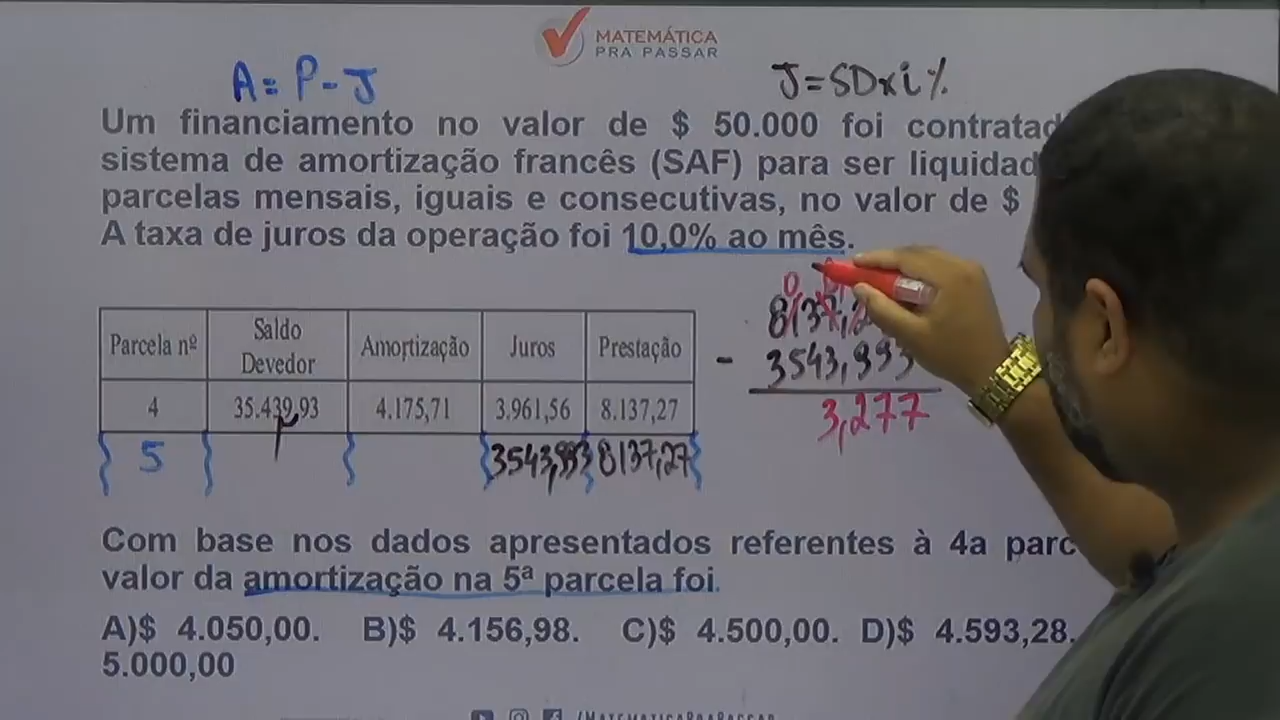 MATEMÁTICA
PRA PASSAR
A = P - J
J = SD x i %
Um financiamento no valor de $ 50.000 foi contratad
sistema de amortização francês (SAF) para ser liquidad
parcelas mensais, iguais e consecutivas, no valor de $
A taxa de juros da operação foi 10,0% ao mês.
Parcela nº Saldo Devedor Amortização Juros Prestação
4 35.439,93 4.175,71 3.961,56 8.137,27
5 3543,993 8137,27
8137,2
- 3543,993
3,277
Com base nos dados apresentados referentes à 4a parc
valor da amortização na 5ª parcela foi.
A)$ 4.050,00. B)$ 4.156,98. C)$ 4.500,00. D)$ 4.593,28.
5.000,00